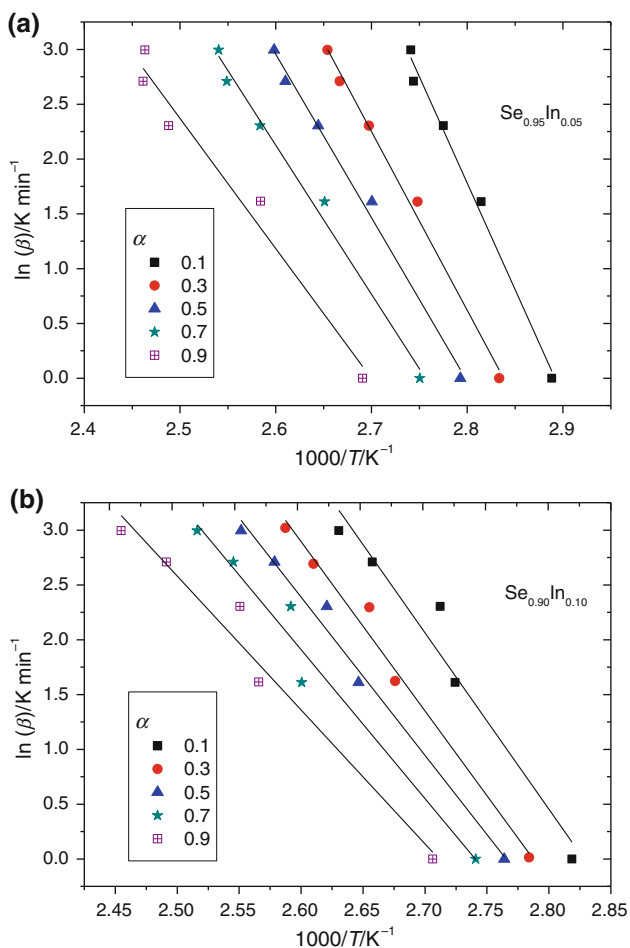 (a)
3.0
2.5
2.0
1.5
1.0
0.5
0.0
ln (β)/K min⁻¹
Se₀.₉₅In₀.₀₅
α
0.1
0.3
0.5
0.7
0.9
2.4 2.5 2.6 2.7 2.8 2.9
1000/T/K⁻¹
(b)
3.0
2.5
2.0
1.5
1.0
0.5
0.0
ln (β)/K min⁻¹
Se₀.₉₀In₀.₁₀
α
0.1
0.3
0.5
0.7
0.9
2.45 2.50 2.55 2.60 2.65 2.70 2.75 2.80 2.85
1000/T/K⁻¹